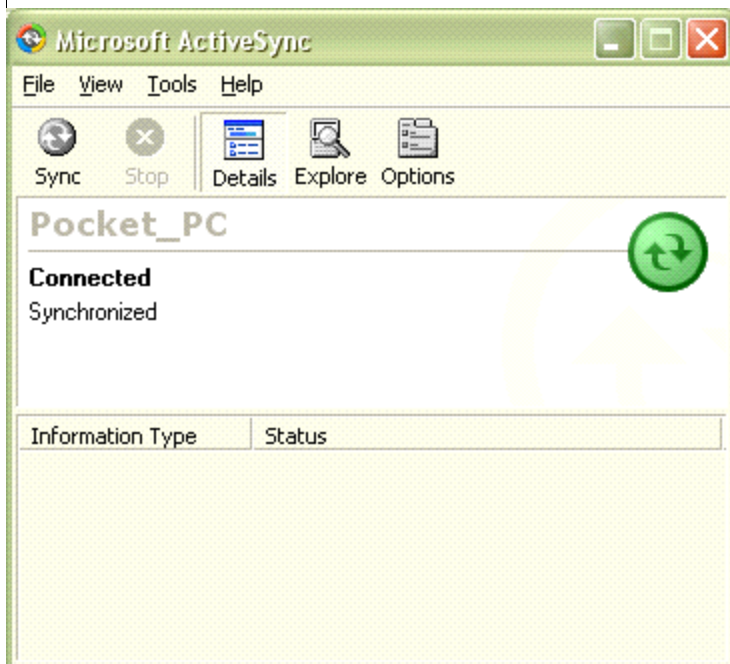 Microsoft ActiveSync
File View Tools Help
Sync Stop Details Explore Options
Pocket_PC
Connected
Synchronized
Information Type Status